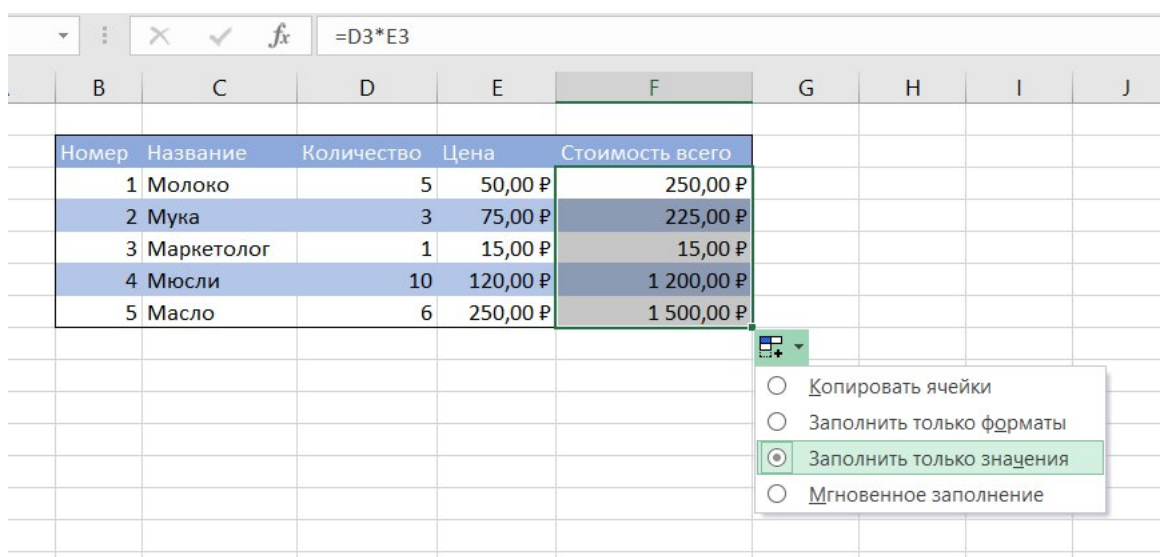 fx =D3*E3
B C D E F G H I J
Номер Название Количество Цена Стоимость всего
1 Молоко 5 50,00 ₽ 250,00 ₽
2 Мука 3 75,00 ₽ 225,00 ₽
3 Маркетолог 1 15,00 ₽ 15,00 ₽
4 Мюсли 10 120,00 ₽ 1 200,00 ₽
5 Масло 6 250,00 ₽ 1 500,00 ₽
Копировать ячейки
Заполнить только форматы
Заполнить только значения
Мгновенное заполнение